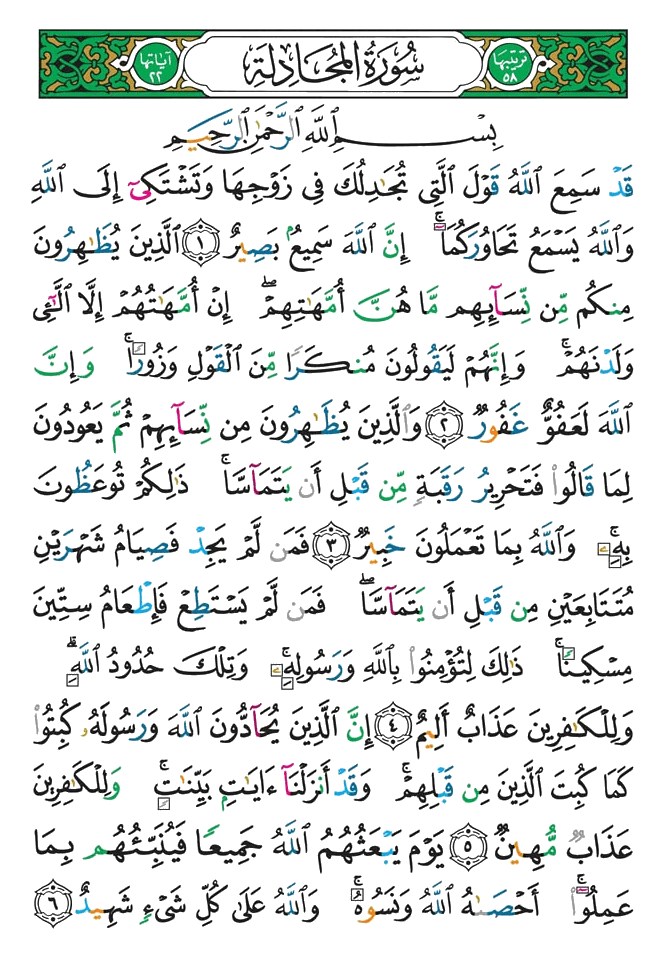 ترتيبها ٥٨ سُورَةُ المُجَادلَةِ آياتها ٢٢
بِسْمِ ٱللَّهِ ٱلرَّحْمَٰنِ ٱلرَّحِيمِ
قَدْ سَمِعَ ٱللَّهُ قَوْلَ ٱلَّتِى تُجَٰدِلُكَ فِى زَوْجِهَا وَتَشْتَكِىٓ إِلَى ٱللَّهِ
وَٱللَّهُ يَسْمَعُ تَحَاوُرَكُمَآ ۚ إِنَّ ٱللَّهَ سَمِيعٌۢ بَصِيرٌ ١ ٱلَّذِينَ يُظَٰهِرُونَ
مِنكُم مِّن نِّسَآئِهِم مَّا هُنَّ أُمَّهَٰتِهِمْ ۖ إِنْ أُمَّهَٰتُهُمْ إِلَّا ٱلَّٰٓـِٔى
وَلَدْنَهُمْ ۚ وَإِنَّهُمْ لَيَقُولُونَ مُنكَرًا مِّنَ ٱلْقَوْلِ وَزُورًا ۚ وَإِنَّ
ٱللَّهَ لَعَفُوٌّ غَفُورٌ ٢ وَٱلَّذِينَ يُظَٰهِرُونَ مِن نِّسَآئِهِمْ ثُمَّ يَعُودُونَ
لِمَا قَالُوا۟ فَتَحْرِيرُ رَقَبَةٍ مِّن قَبْلِ أَن يَتَمَآسَّا ۚ ذَٰلِكُمْ تُوعَظُونَ
بِهِۦ ۚ وَٱللَّهُ بِمَا تَعْمَلُونَ خَبِيرٌ ٣ فَمَن لَّمْ يَجِدْ فَصِيَامُ شَهْرَيْنِ
مُتَتَابِعَيْنِ مِن قَبْلِ أَن يَتَمَآسَّا ۖ فَمَن لَّمْ يَسْتَطِعْ فَإِطْعَامُ سِتِّينَ
مِسْكِينًا ۚ ذَٰلِكَ لِتُؤْمِنُوا۟ بِٱللَّهِ وَرَسُولِهِۦ ۚ وَتِلْكَ حُدُودُ ٱللَّهِ ۗ
وَلِلْكَٰفِرِينَ عَذَابٌ أَلِيمٌ ٤ إِنَّ ٱلَّذِينَ يُحَآدُّونَ ٱللَّهَ وَرَسُولَهُۥ كُبِتُوا۟
كَمَا كُبِتَ ٱلَّذِينَ مِن قَبْلِهِمْ ۚ وَقَدْ أَنزَلْنَآ ءَايَٰتٍۭ بَيِّنَٰتٍ ۚ وَلِلْكَٰفِرِينَ
عَذَابٌ مُّهِينٌ ٥ يَوْمَ يَبْعَثُهُمُ ٱللَّهُ جَمِيعًا فَيُنَبِّئُهُم بِمَا
عَمِلُوٓا۟ ۚ أَحْصَىٰهُ ٱللَّهُ وَنَسُوهُ ۚ وَٱللَّهُ عَلَىٰ كُلِّ شَىْءٍ شَهِيدٌ ٦